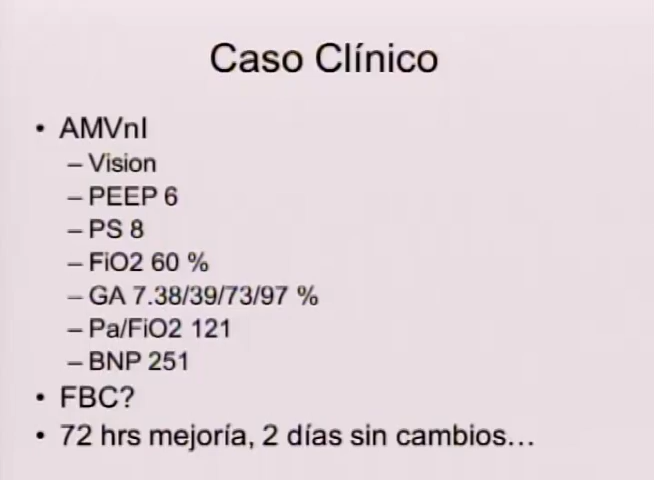 Caso Clínico
• AMVnI
– Vision
– PEEP 6
– PS 8
– FiO2 60 %
– GA 7.38/39/73/97 %
– Pa/FiO2 121
– BNP 251
• FBC?
• 72 hrs mejoría, 2 días sin cambios…